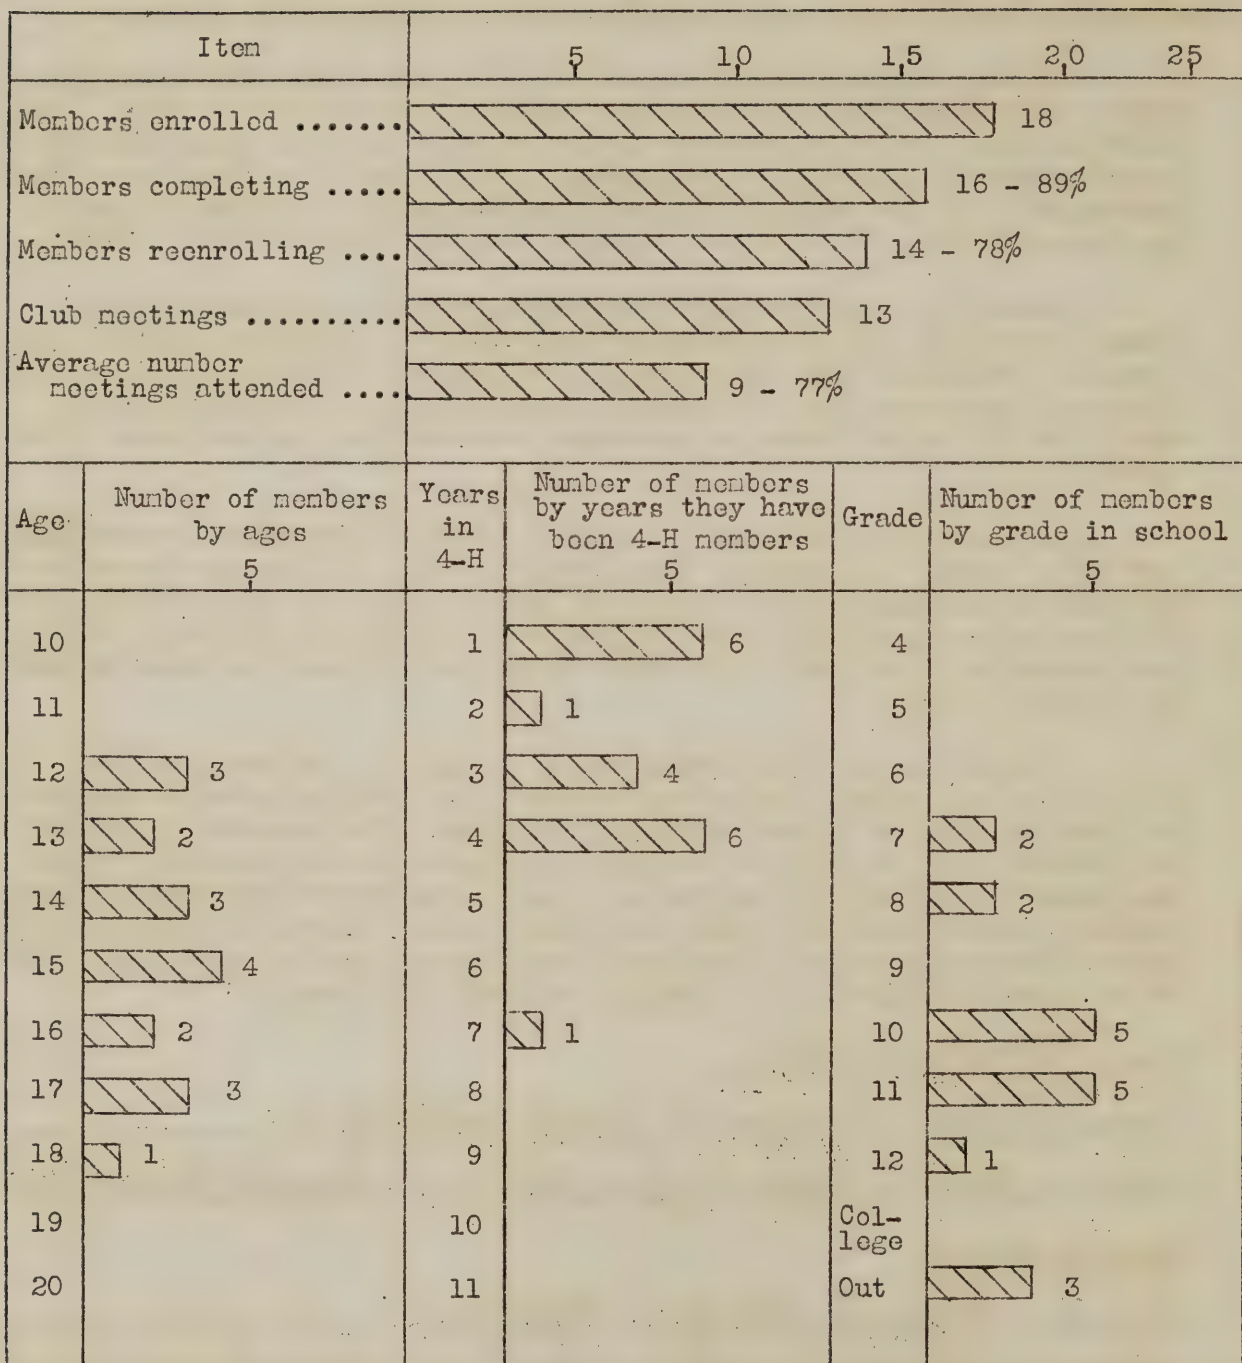 Item 5 10 15 20 25
Members enrolled ....... 18
Members completing ..... 16 - 89%
Members reenrolling .... 14 - 78%
Club meetings .......... 13
Average number
meetings attended .... 9 - 77%
Age Number of members by ages 5
Years in 4-H Number of members by years they have been 4-H members 5
Grade Number of members by grade in school 5
10 1 6 4
11 2 1 5
12 3 3 4 6
13 2 4 6 7 2
14 3 5 8 2
15 4 6 9
16 2 7 1 10 5
17 3 8 11 5
18 1 9 12 1
19 10 Col-
lege
20 11 Out 3